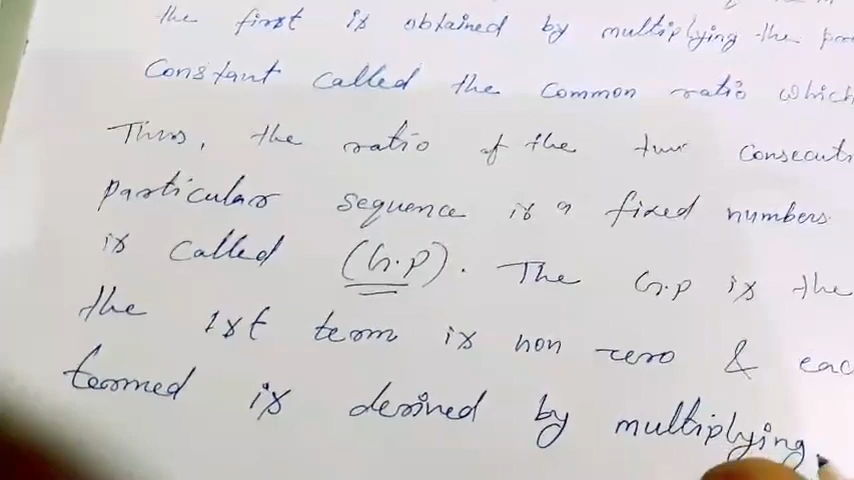 the first is obtained by multiplying the
Constant called the common ratio which
Thus, the ratio of the two consecuti
particular sequence is a fixed numbers
is called (G.P). The G.P is the
the 1st term is non zero & eac
termed is derived by multiplying